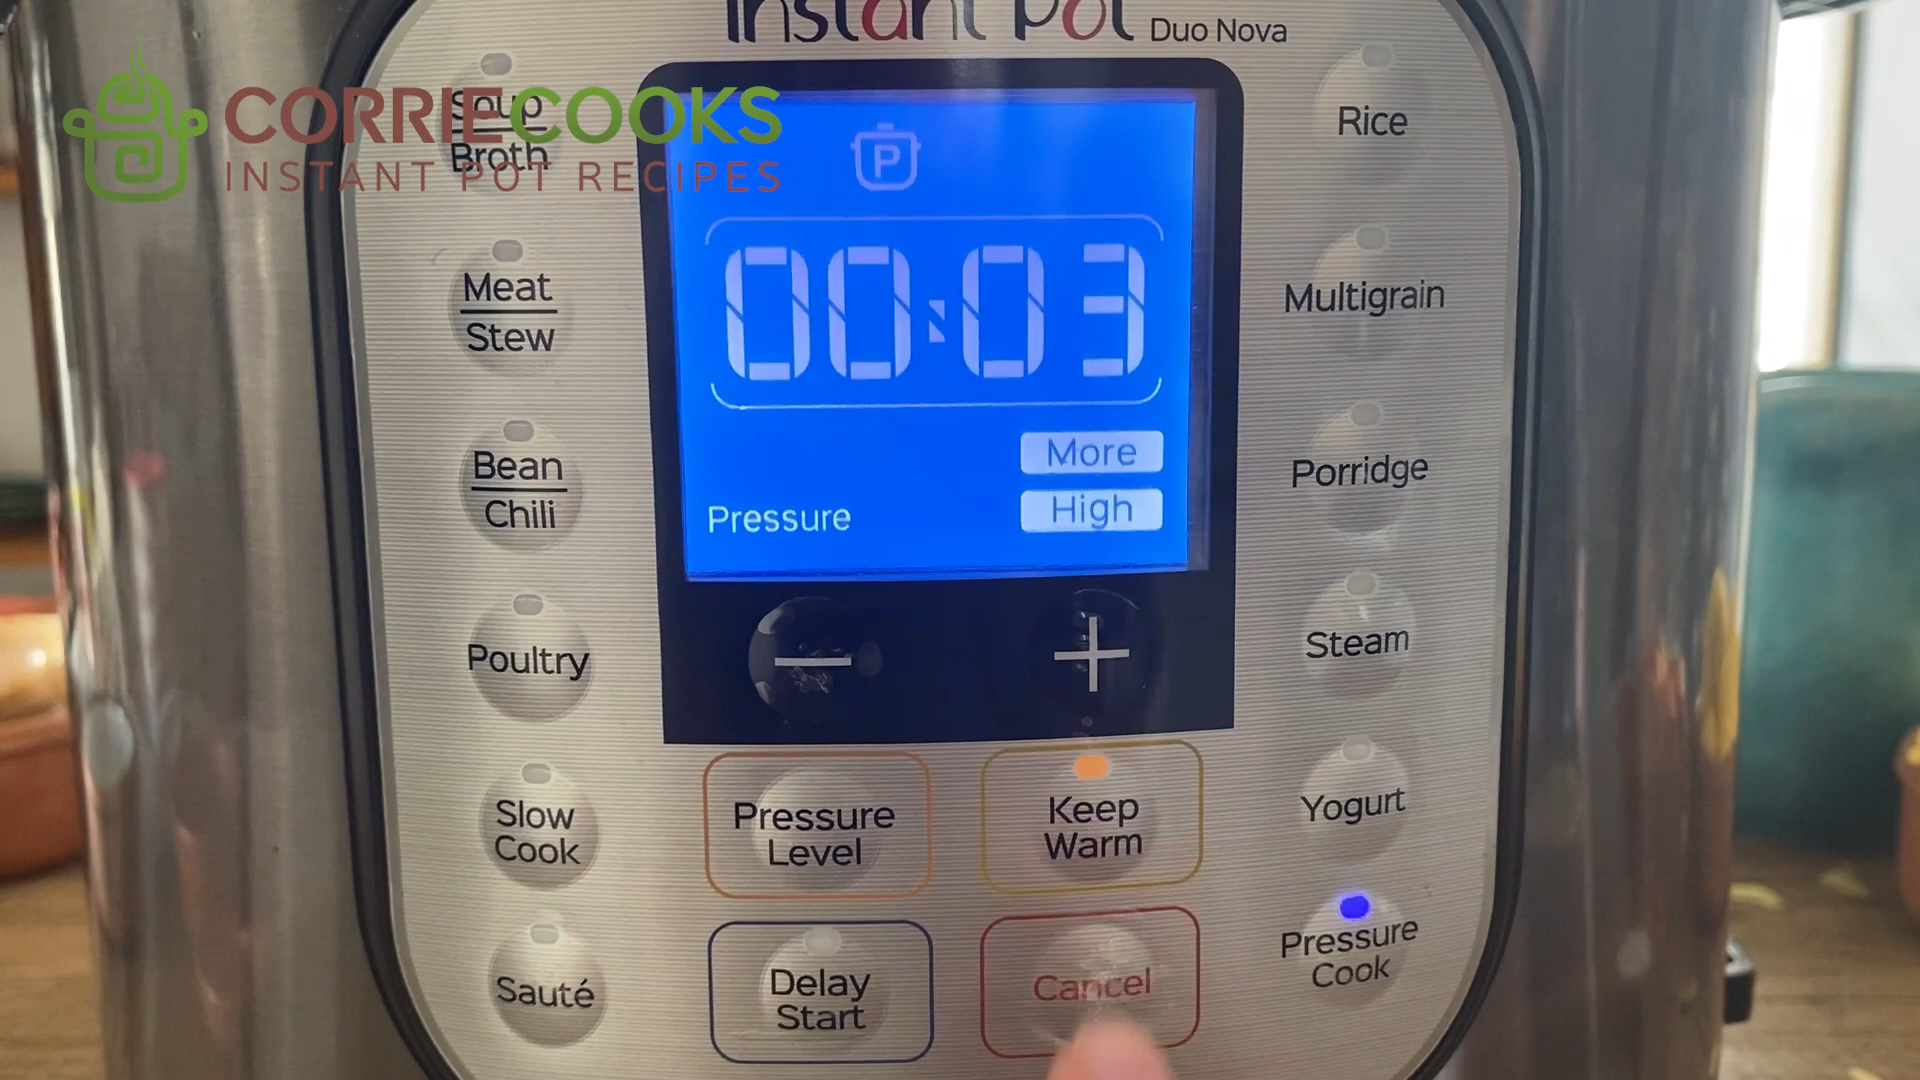 Instant Pot Duo Nova
CORRIECOOKS
INSTANT POT RECIPES
Soup
Broth
Meat
Stew
Bean
Chili
Poultry
Slow
Cook
Sauté
P
00:03
More
High
Pressure
Pressure
Level
Keep
Warm
Delay
Start
Cancel
Rice
Multigrain
Porridge
Steam
Yogurt
Pressure
Cook